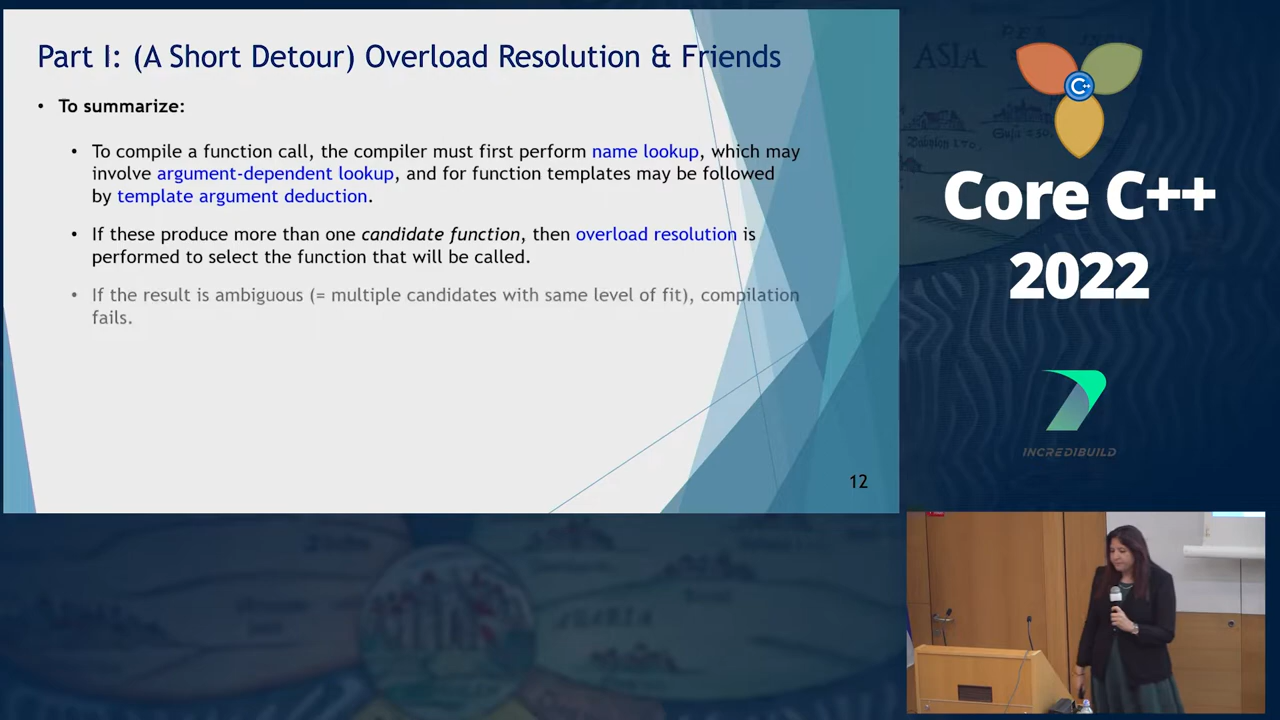 Part I: (A Short Detour) Overload Resolution & Friends
• To summarize:
• To compile a function call, the compiler must first perform name lookup, which may
involve argument-dependent lookup, and for function templates may be followed
by template argument deduction.
• If these produce more than one candidate function, then overload resolution is
performed to select the function that will be called.
• If the result is ambiguous (= multiple candidates with same level of fit), compilation
fails.
12
ASIA
C++
Core C++
2022
INCREDIBUILD